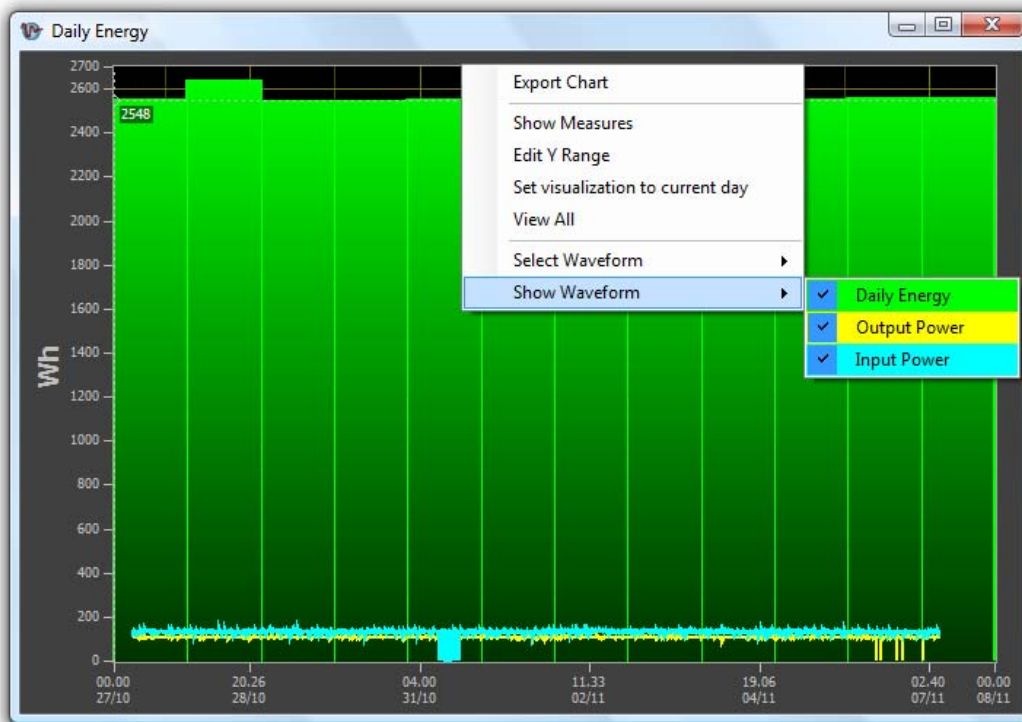 Daily Energy
2700
2600
2548
2400
2200
2000
1800
1600
1400
1200
1000
800
600
400
200
0
Wh
Export Chart
Show Measures
Edit Y Range
Set visualization to current day
View All
Select Waveform
Show Waveform
Daily Energy
Output Power
Input Power
00.00 20.26 04.00 11.33 19.06 02.40 00.00
27/10 28/10 31/10 02/11 04/11 07/11 08/11